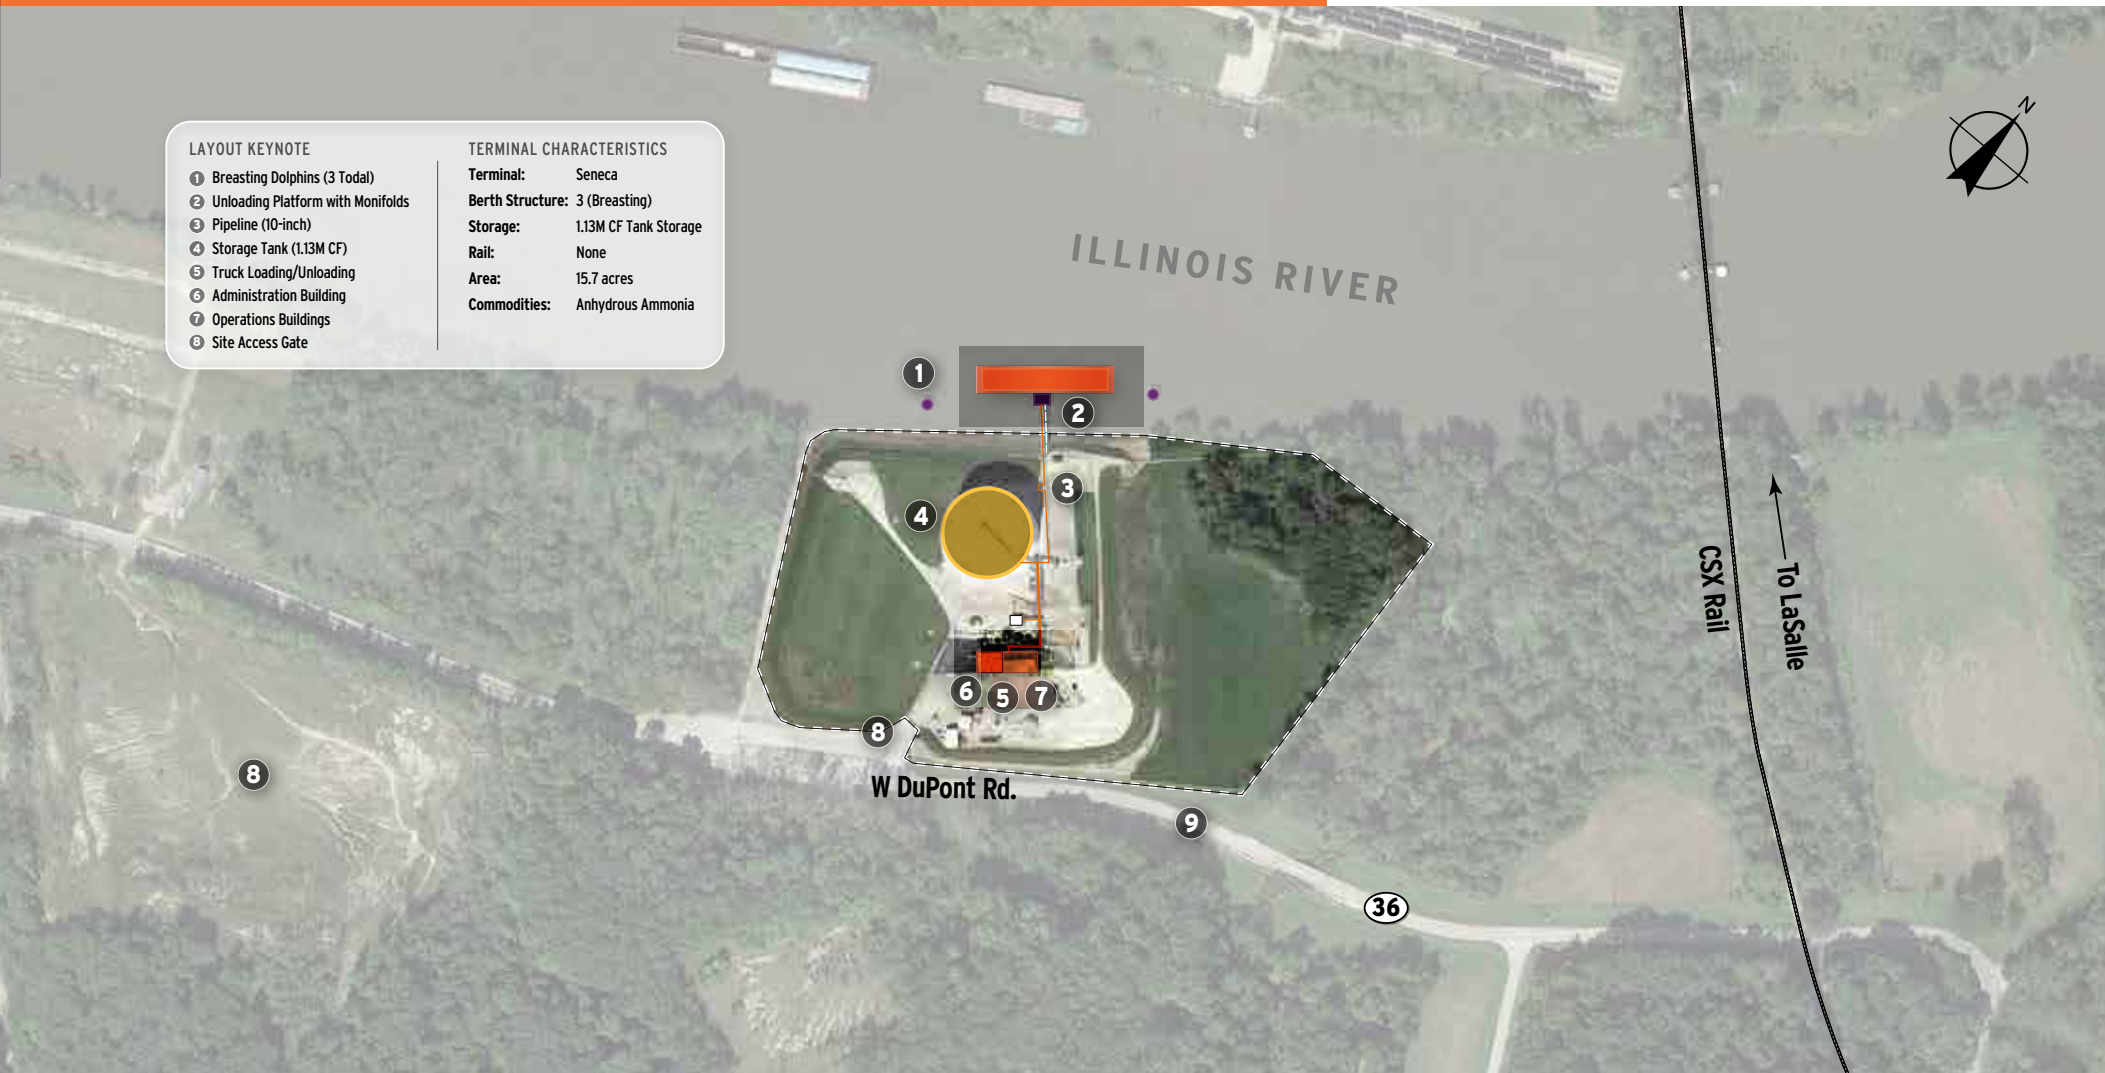 LAYOUT KEYNOTE
1 Breasting Dolphins (3 Todal)
2 Unloading Platform with Monifolds
3 Pipeline (10-inch)
4 Storage Tank (1.13M CF)
5 Truck Loading/Unloading
6 Administration Building
7 Operations Buildings
8 Site Access Gate
TERMINAL CHARACTERISTICS
Terminal: Seneca
Berth Structure: 3 (Breasting)
Storage: 1.13M CF Tank Storage
Rail: None
Area: 15.7 acres
Commodities: Anhydrous Ammonia
N
ILLINOIS RIVER
1
2
3
4
CSX Rail
To LaSalle
6
5
7
8
8
W DuPont Rd.
9
36